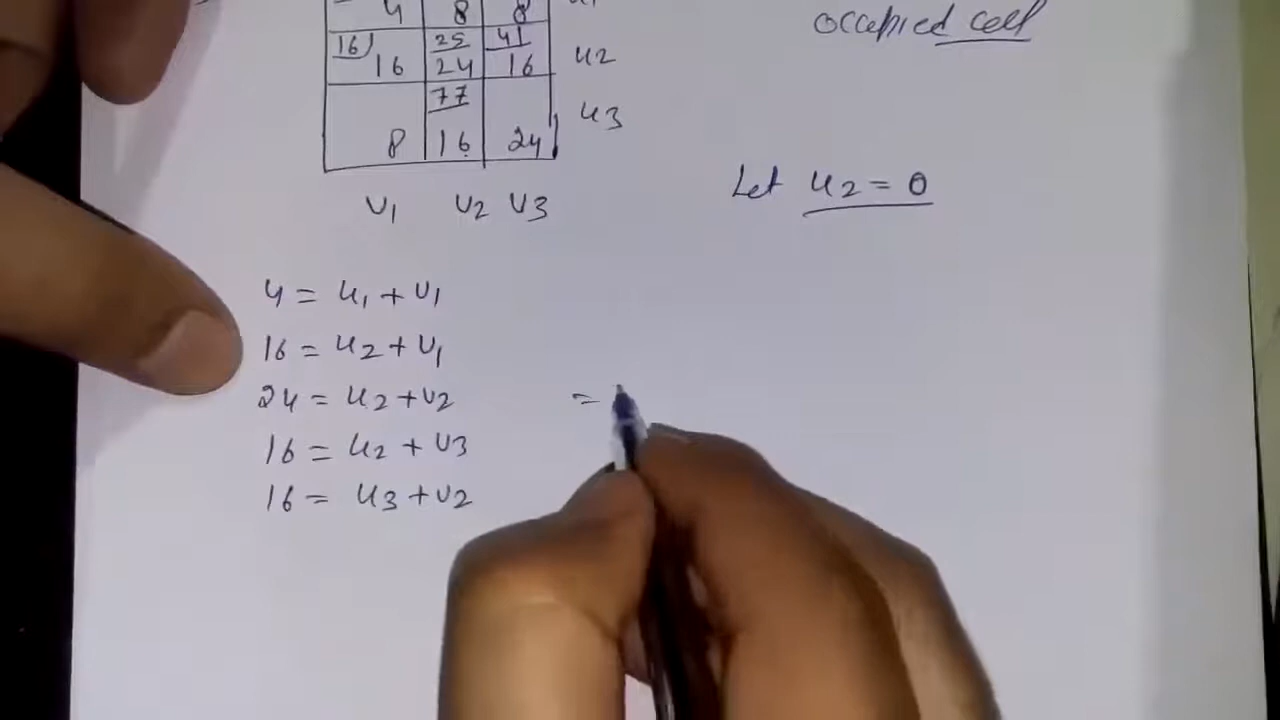 4 8 8
occupied cell
16 25 41
16 24 16 u2
77
u3
8 16 24
Let u2 = 0
v1 v2 v3
4 = u1 + v1
16 = u2 + v1
24 = u2 + v2
16 = u2 + v3
16 = u3 + v2
=